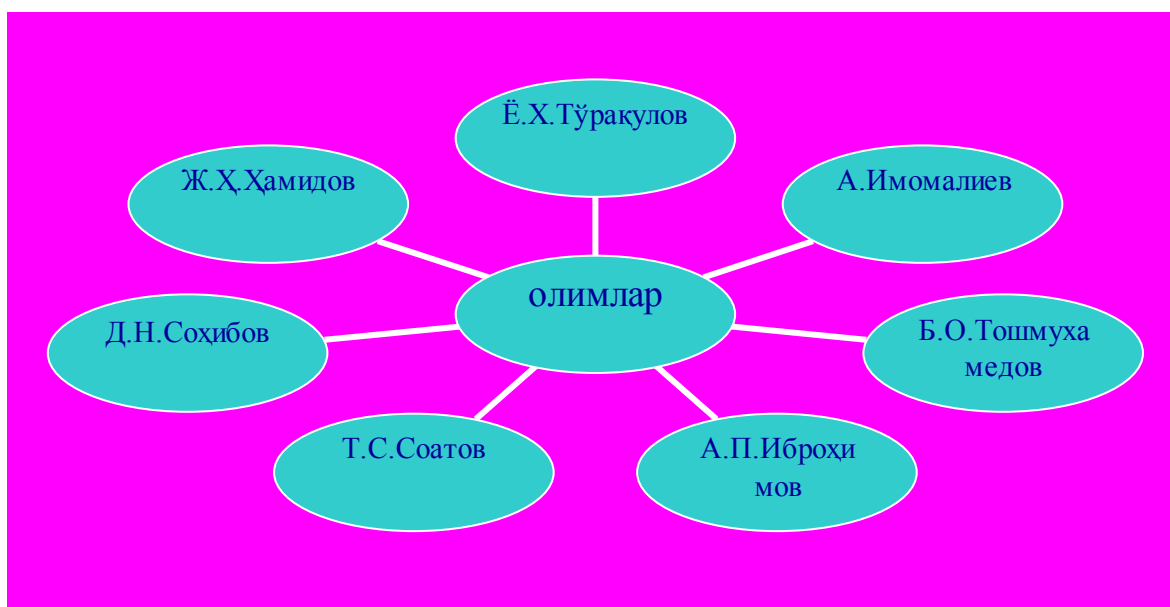 Ё.Х.Тўрақулов
Ж.Ҳ.Ҳамидов
А.Имомалиев
олимлар
Д.Н.Соҳибов
Б.О.Тошмуха
медов
Т.С.Соатов
А.П.Иброҳи
мов